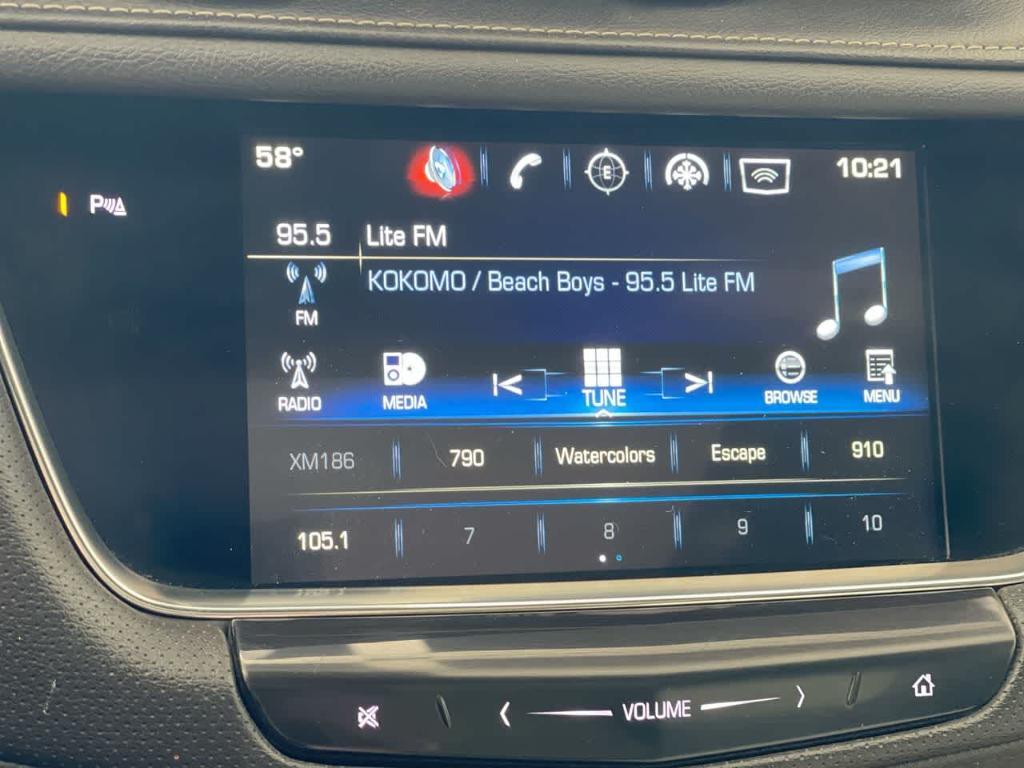 58° E 10:21
P
95.5 Lite FM
KOKOMO / Beach Boys - 95.5 Lite FM
FM
RADIO MEDIA TUNE BROWSE MENU
XM186 790 Watercolors Escape 910
105.1 7 8 9 10
VOLUME